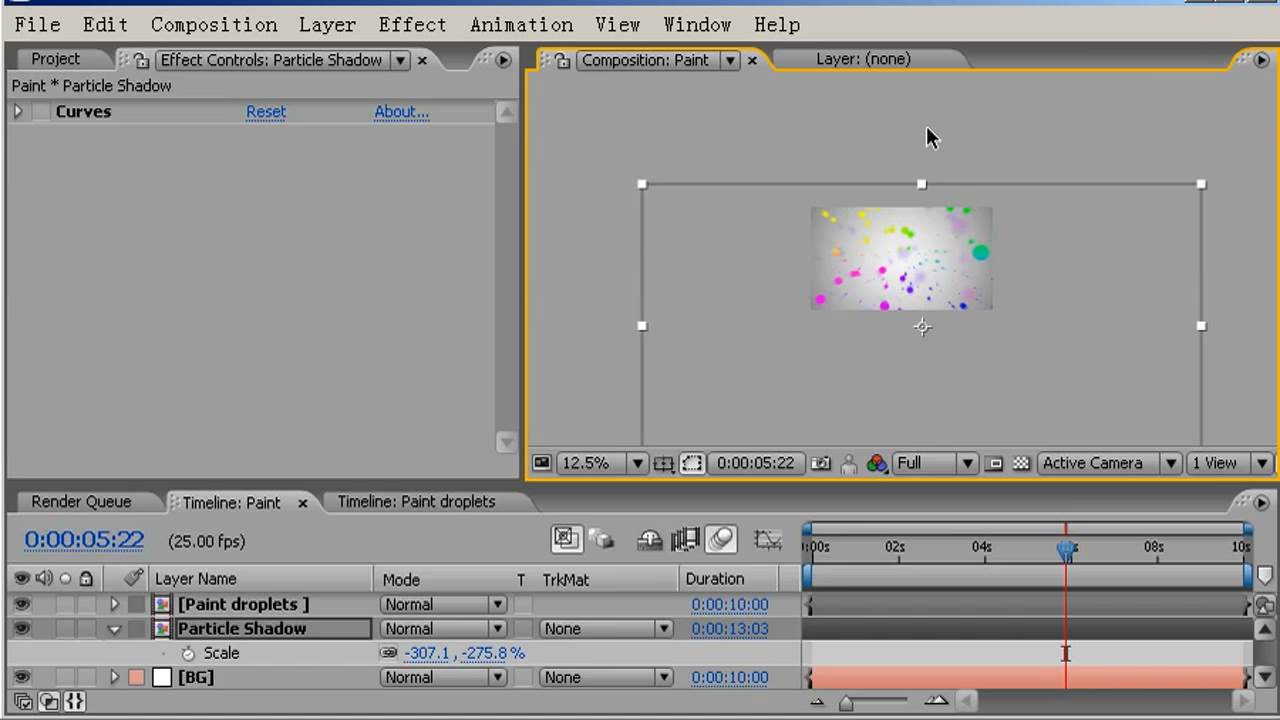 File Edit Composition Layer Effect Animation View Window Help
Project Effect Controls: Particle Shadow Composition: Paint Layer: (none)
Paint * Particle Shadow
Curves Reset About...
12.5% 0:00:05:22 Full Active Camera 1 View
Render Queue Timeline: Paint Timeline: Paint droplets
0:00:05:22 (25.00 fps)
02s 04s 08s 10s
Layer Name Mode T TrkMat Duration
[Paint droplets ] Normal 0:00:10:00
Particle Shadow Normal None 0:00:13:03
Scale -307.1 , -275.8 %
[BG] Normal None 0:00:10:00